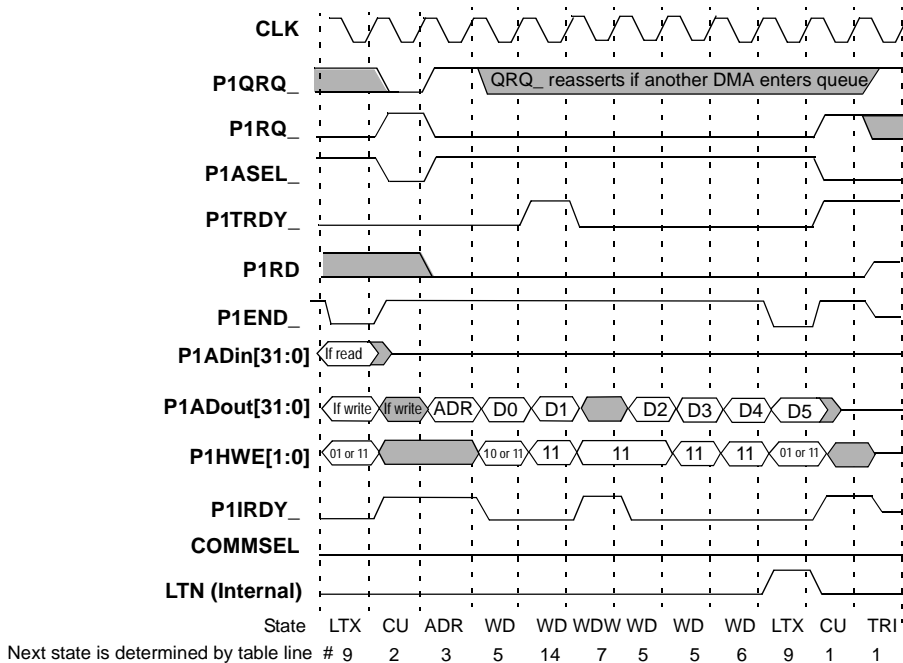 CLK
P1QRQ_ QRQ_ reasserts if another DMA enters queue
P1RQ_
P1ASEL_
P1TRDY_
P1RD
P1END_
P1ADin[31:0] If read
P1ADout[31:0] If write If write ADR D0 D1 D2 D3 D4 D5
P1HWE[1:0] 01 or 11 10 or 11 11 11 11 11 01 or 11
P1IRDY_
COMMSEL
LTN (Internal)
State LTX CU ADR WD WD WDW WD WD WD LTX CU TRI
Next state is determined by table line # 9 2 3 5 14 7 5 5 6 9 1 1